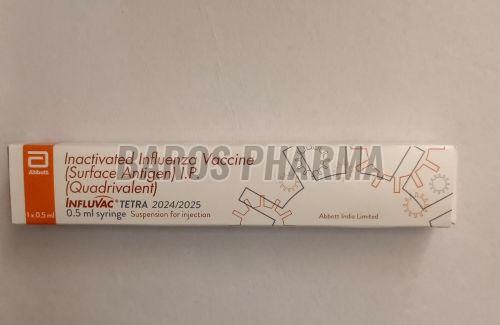 Abbott
1 x 0.5 ml
Inactivated Influenza Vaccine
(Surface Antigen) I.P.
(Quadrivalent)
INFLUVAC® TETRA 2024/2025
0.5 ml syringe Suspension for injection
Abbott India Limited
BAROS PHARMA